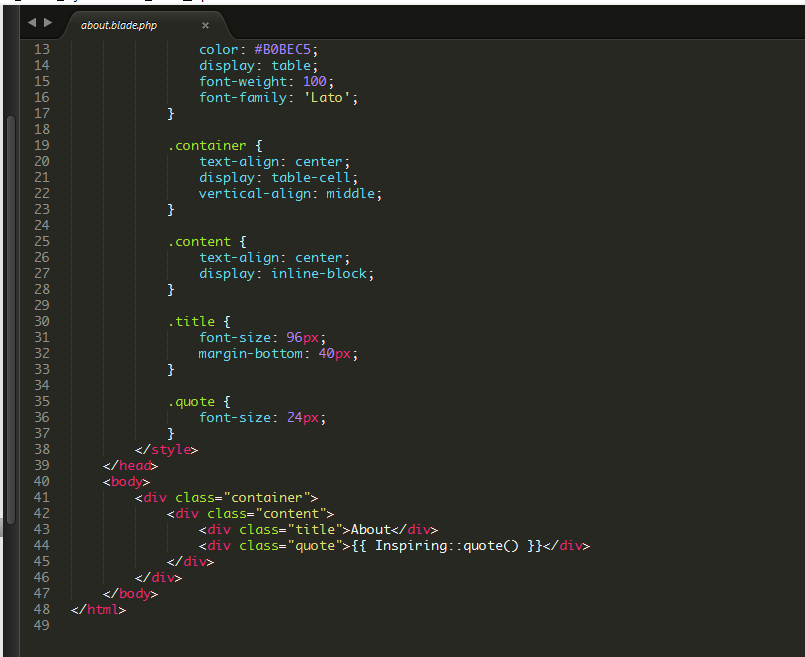 about.blade.php ×
13 color: #B0BEC5;
14 display: table;
15 font-weight: 100;
16 font-family: 'Lato';
17 }
18
19 .container {
20 text-align: center;
21 display: table-cell;
22 vertical-align: middle;
23 }
24
25 .content {
26 text-align: center;
27 display: inline-block;
28 }
29
30 .title {
31 font-size: 96px;
32 margin-bottom: 40px;
33 }
34
35 .quote {
36 font-size: 24px;
37 }
38 </style>
39 </head>
40 <body>
41 <div class="container">
42 <div class="content">
43 <div class="title">About</div>
44 <div class="quote">{{ Inspiring::quote() }}</div>
45 </div>
46 </div>
47 </body>
48 </html>
49